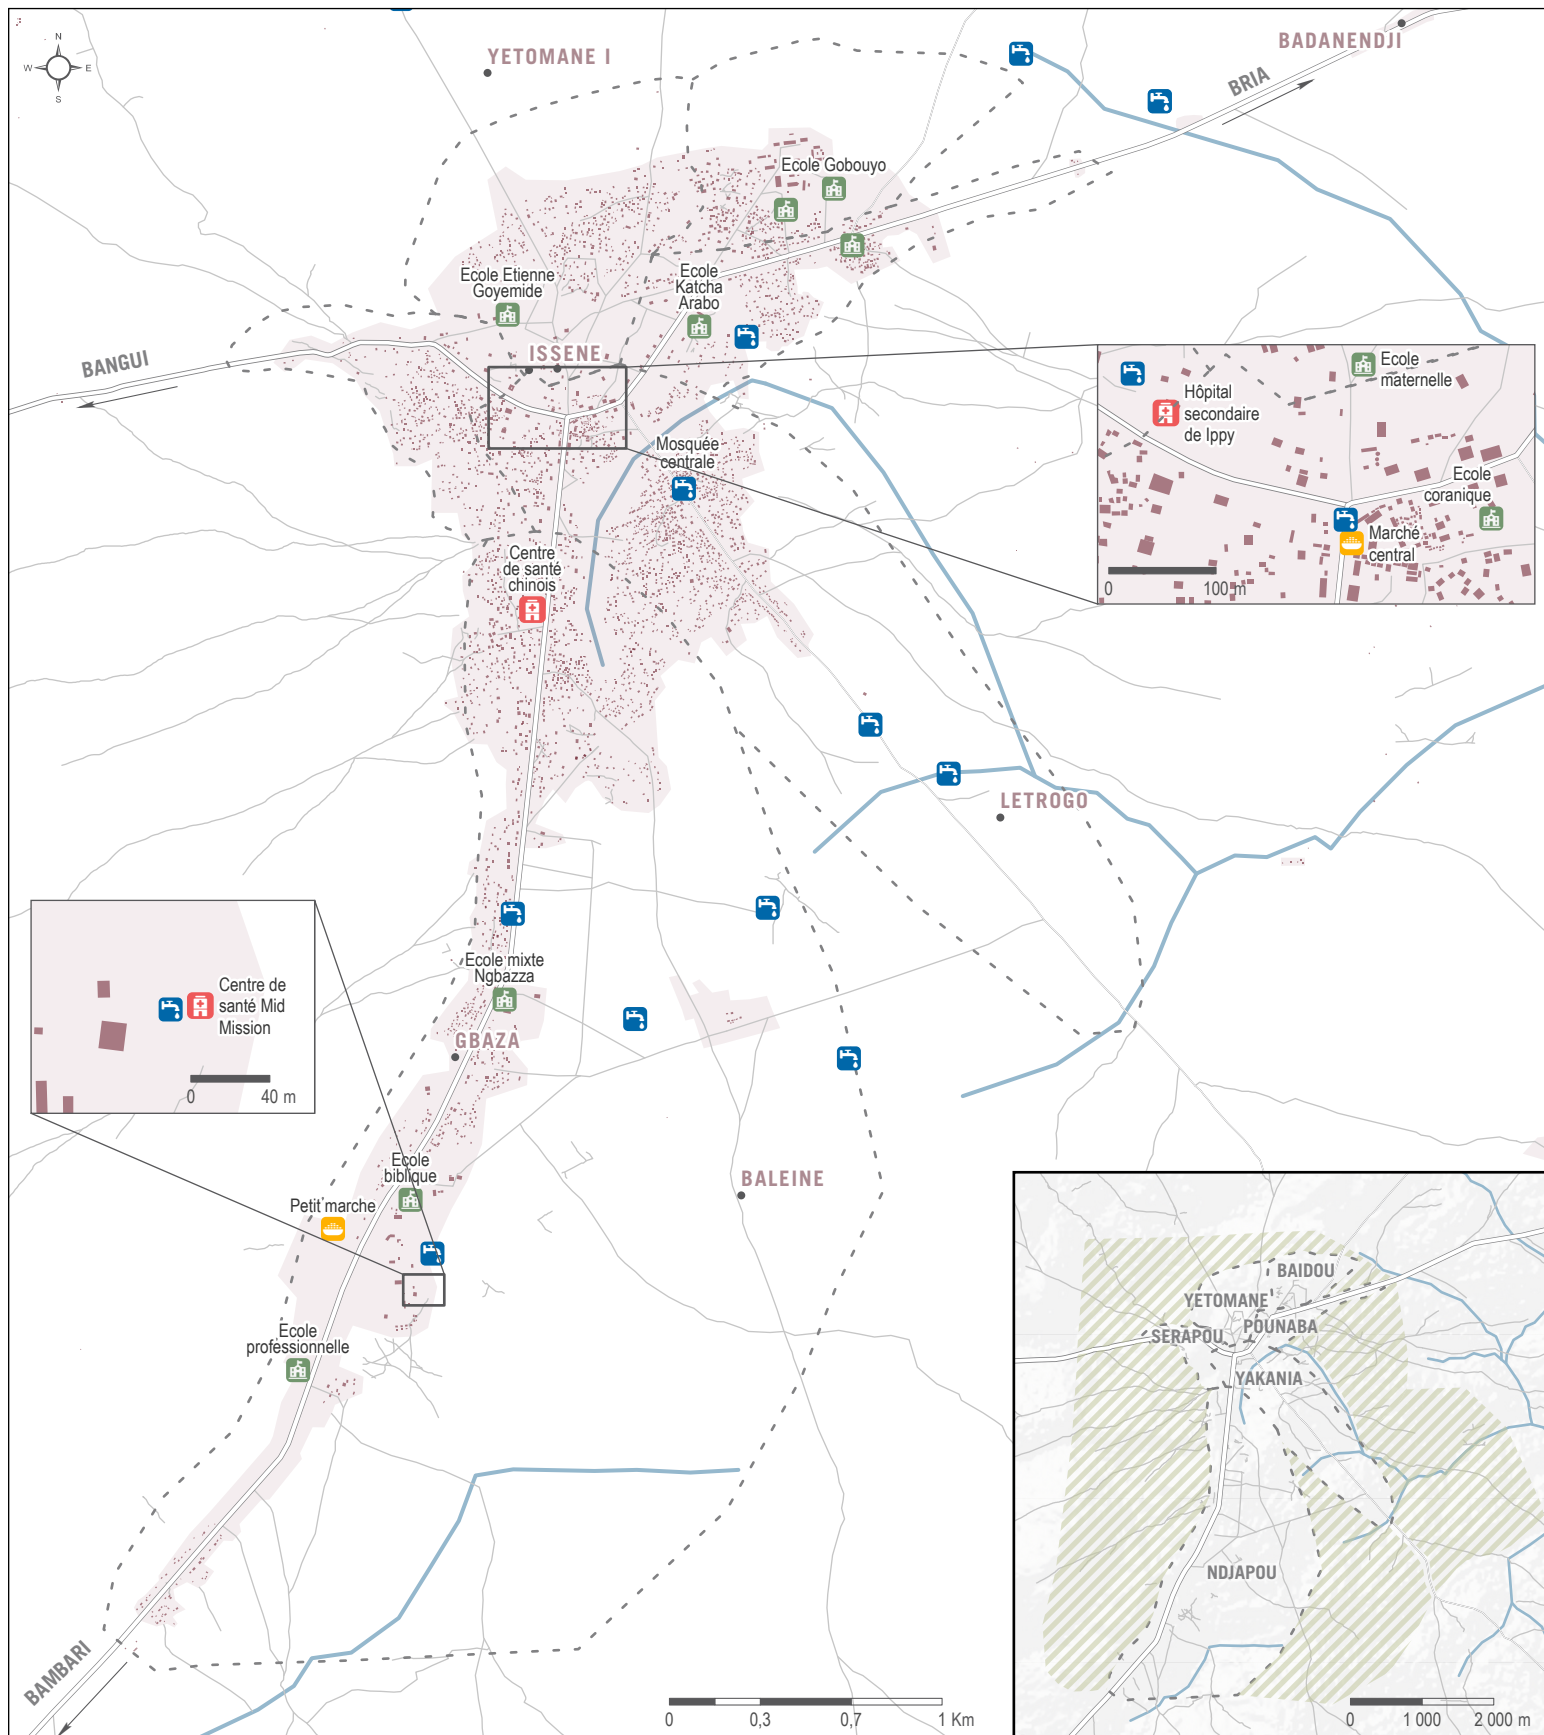 N
W
E
S
YETOMANE I
BADANENDJI
BRIA
Ecole Gobouyo
Ecole Etienne
Goyemide
Ecole
Katcha
Arabo
ISSENE
BANGUI
Mosquée
centrale
Ecole
maternelle
Hôpital
secondaire
de Ippy
Ecole
coranique
Marché
central
0
100 m
Centre
de santé
chinois
LETROGO
Ecole mixte
Ngbazza
Centre de
santé Mid
Mission
0
40 m
GBAZA
Ecole
biblique
BALEINE
Petit marche
Ecole
professionnelle
BAMBARI
0
0,3
0,7
1 Km
BAIDOU
YETOMANE
POUNABA
SERAPOU
YAKANIA
NDJAPOU
0
1 000
2 000 m